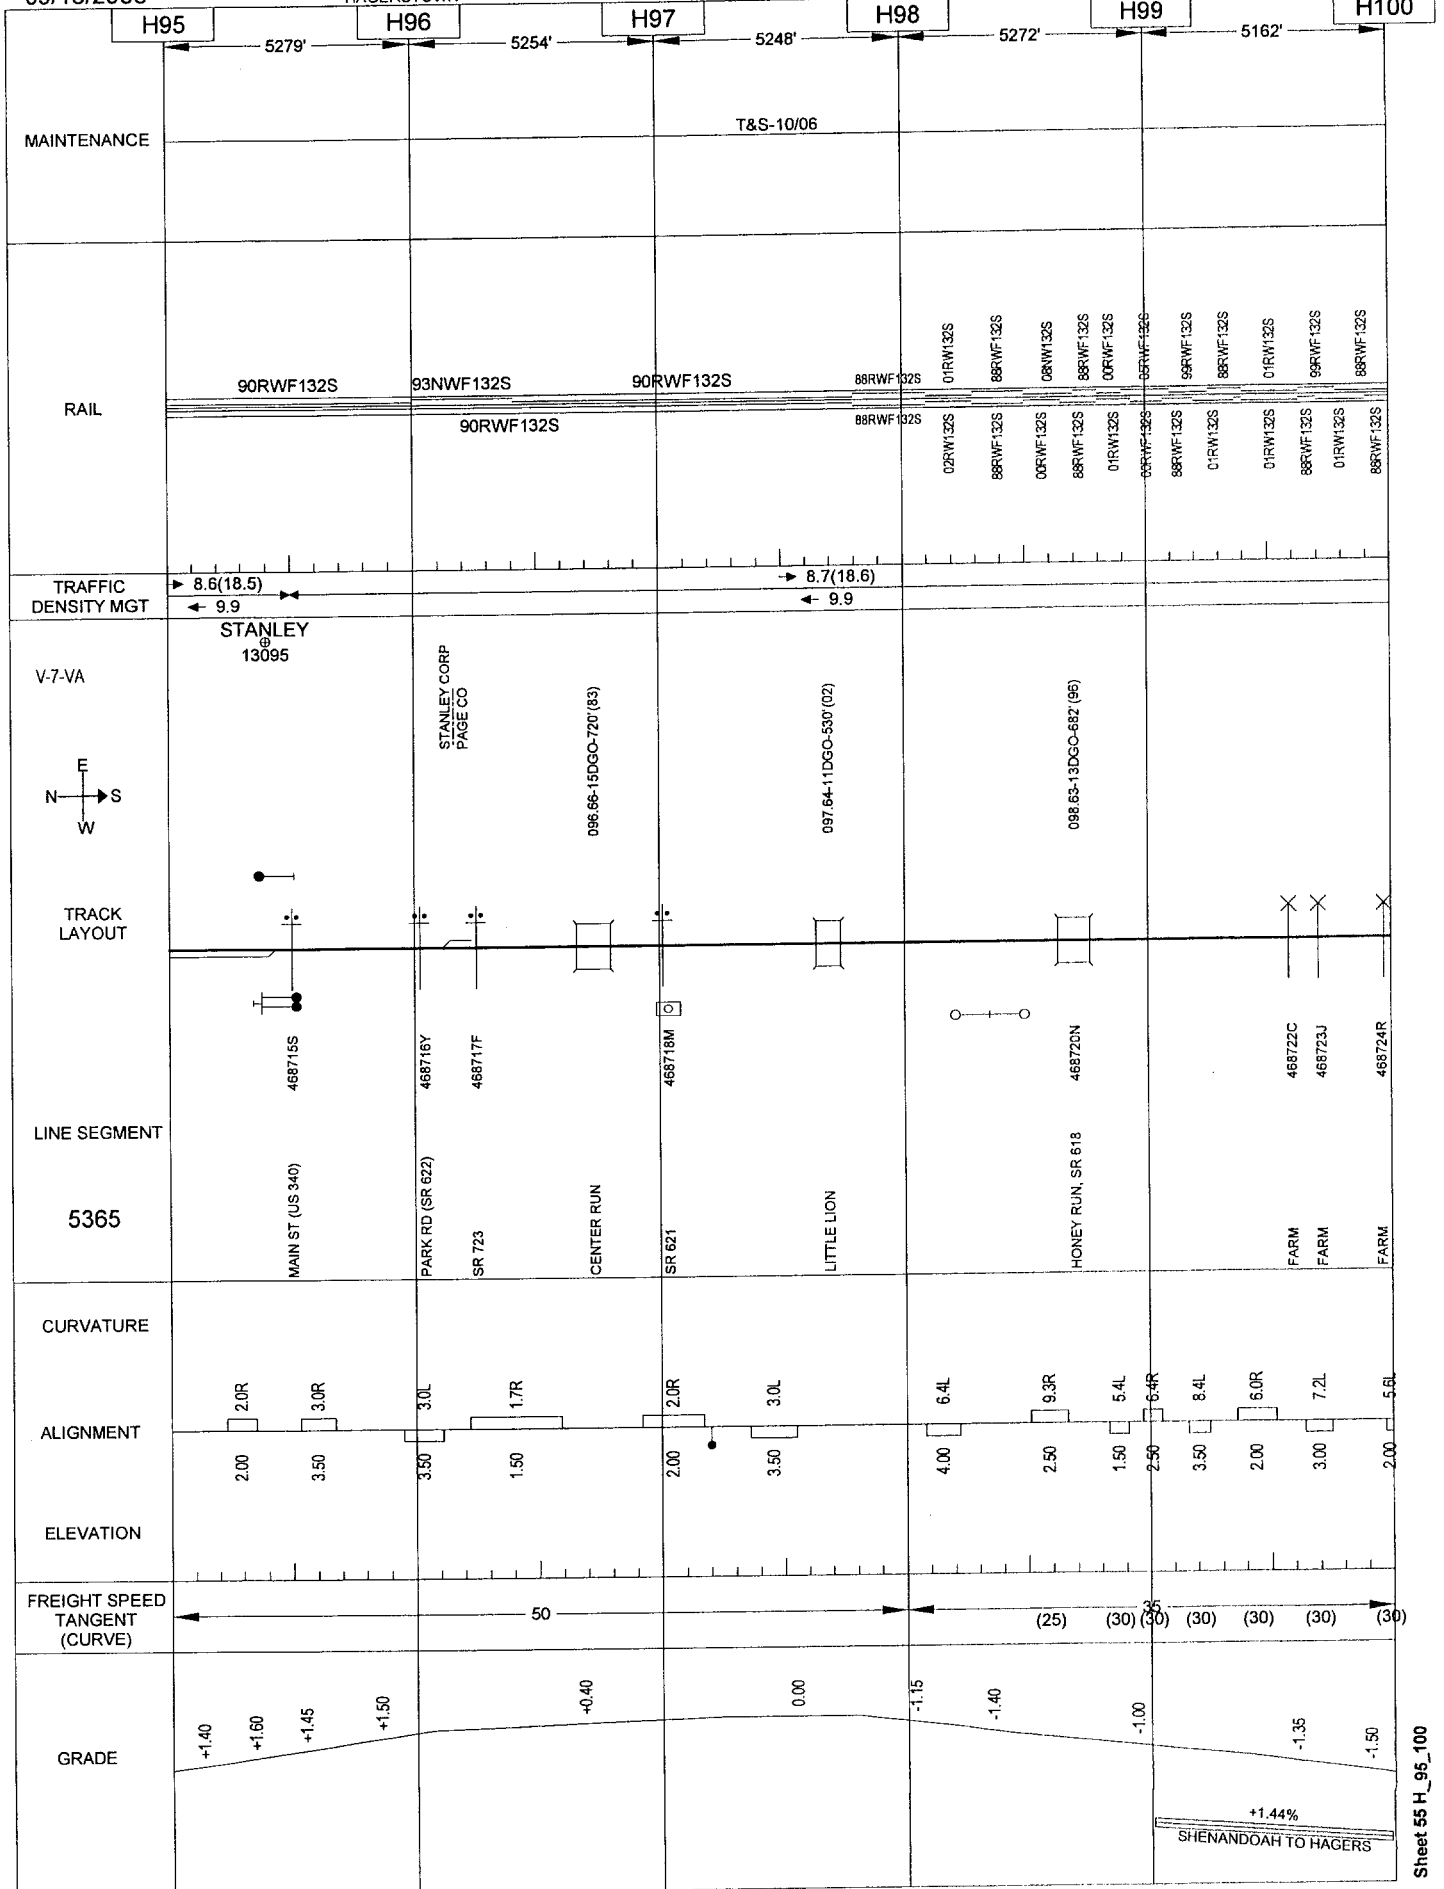 H95
H96
H97
H98
H99
H100
5279'
5254'
5248'
5272'
5162'
MAINTENANCE
T&S-10/06
RAIL
90RWF132S
93NWF132S
90RWF132S
88RWF132S
01RW132S
88RWF132S
08NW132S
88RWF132S
00RWF132S
05RWF132S
99RWF132S
88RWF132S
01RW132S
99RWF132S
88RWF132S
90RWF132S
88RWF132S
02RW132S
88RWF132S
00RWF132S
88RWF132S
01RW132S
88RWF132S
01RW132S
01RW132S
88RWF132S
01RW132S
88RWF132S
TRAFFIC
DENSITY MGT
8.6(18.5)
9.9
8.7(18.6)
9.9
STANLEY
13095
V-7-VA
STANLEY CORP
PAGE CO
096.66-15DGO-720'(83)
097.64-11DGO-530'(02)
098.63-13DGO-682'(96)
E
N
S
W
TRACK
LAYOUT
468715S
468716Y
468717F
468718M
468720N
468722C
468723J
468724R
LINE SEGMENT
5365
MAIN ST (US 340)
PARK RD (SR 622)
SR 723
CENTER RUN
SR 621
LITTLE LION
HONEY RUN, SR 618
FARM
FARM
FARM
CURVATURE
2.0R
3.0R
3.0L
1.7R
2.0R
3.0L
6.4L
9.3R
5.4L
6.4R
8.4L
6.0R
7.2L
5.6L
ALIGNMENT
2.00
3.50
3.50
1.50
2.00
3.50
4.00
2.50
1.50
2.50
3.50
2.00
3.00
2.00
ELEVATION
FREIGHT SPEED
TANGENT
(CURVE)
50
35
(25)
(30)
(30)
(30)
(30)
(30)
(30)
GRADE
+1.40
+1.60
+1.45
+1.50
+0.40
0.00
-1.15
-1.40
-1.00
-1.35
-1.50
+1.44%
SHENANDOAH TO HAGERS
Sheet 55 H_95_100